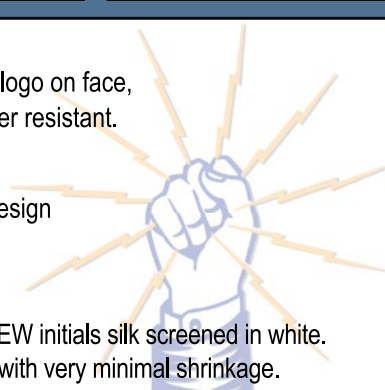 logo on face,
er resistant.
esign
EW initials silk screened in white.
with very minimal shrinkage.